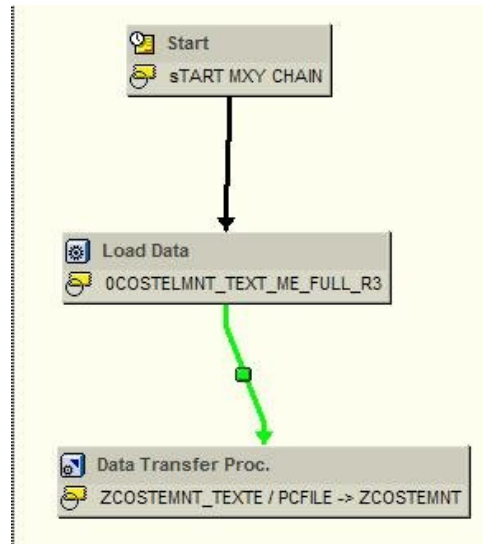 Start
sTART MXY CHAIN
Load Data
0COSTELMNT_TEXT_ME_FULL_R3
Data Transfer Proc.
ZCOSTEMNT_TEXTE / PCFILE -> ZCOSTEMNT